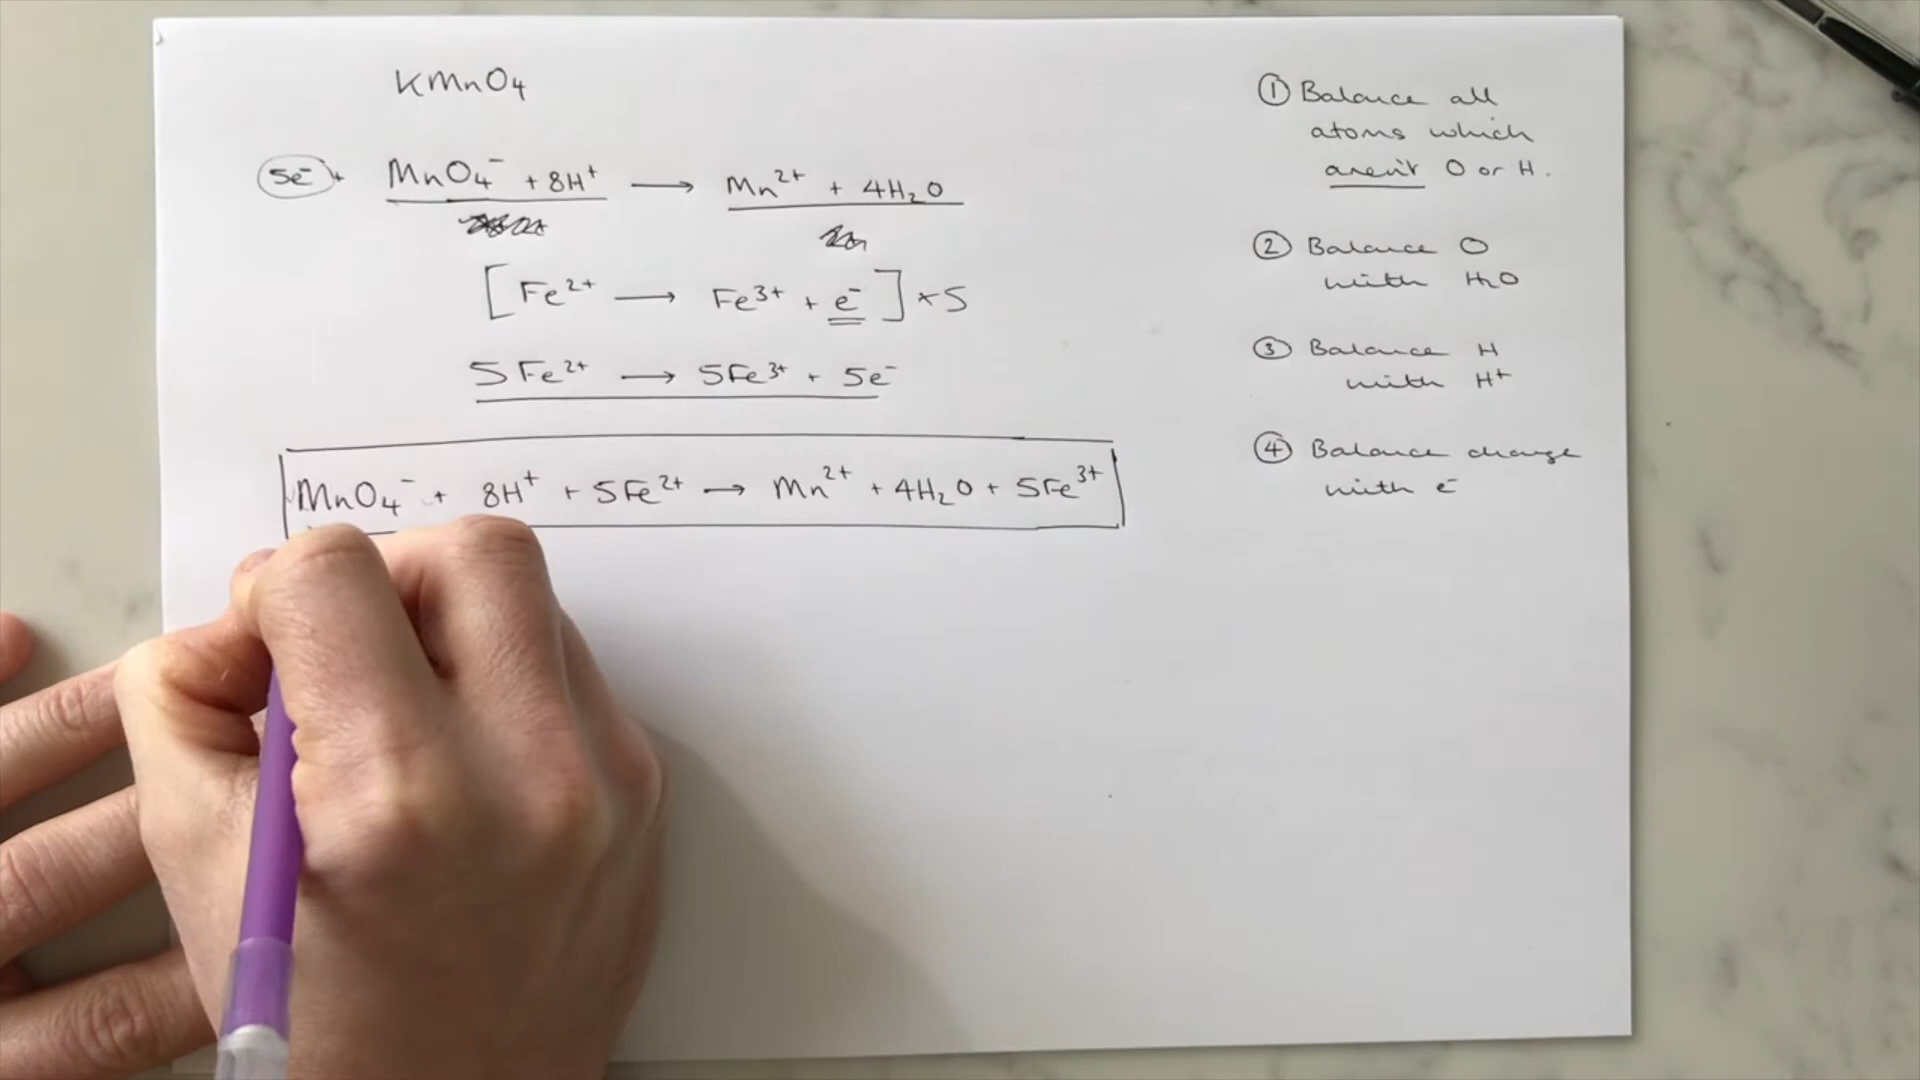 KMnO₄
5e⁻ + MnO₄⁻ + 8H⁺ ⟶ Mn²⁺ + 4H₂O
[Fe²⁺ ⟶ Fe³⁺ + e⁻] ×5
5Fe²⁺ ⟶ 5Fe³⁺ + 5e⁻
MnO₄⁻ + 8H⁺ + 5Fe²⁺ ⟶ Mn²⁺ + 4H₂O + 5Fe³⁺
① Balance all
atoms which
aren't O or H.
② Balance O
with H₂O
③ Balance H
with H⁺
④ Balance charge
with e⁻